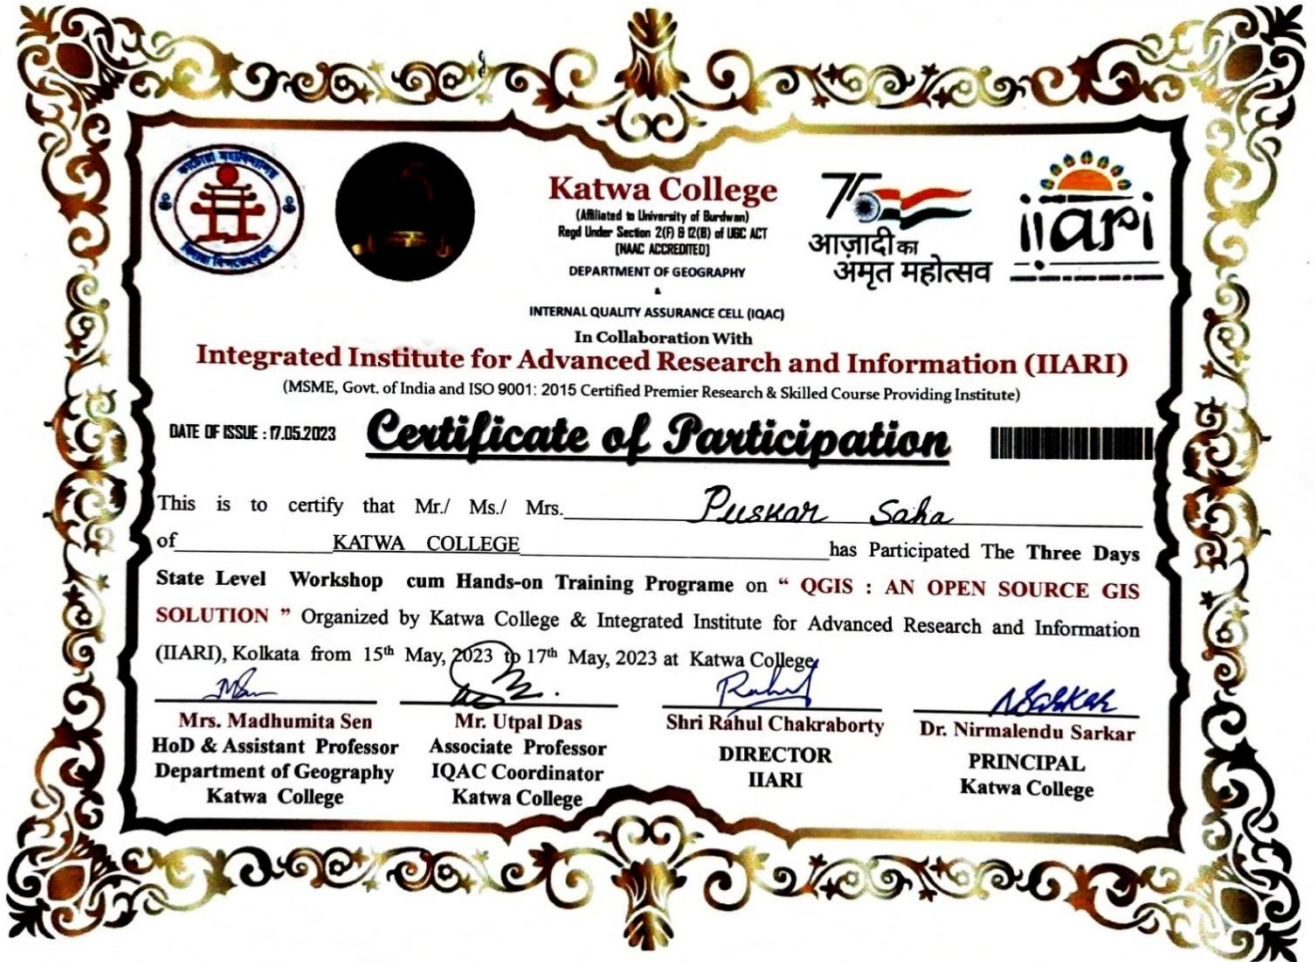 Katwa College
(Affiliated to University of Burdwan)
Regd Under Section 2(F) & 12(B) of UGC ACT
(NAAC ACCREDITED)
DEPARTMENT OF GEOGRAPHY
&
INTERNAL QUALITY ASSURANCE CELL (IQAC)
75
आज़ादी का
अमृत महोत्सव
iiari
In Collaboration With
Integrated Institute for Advanced Research and Information (IIARI)
(MSME, Govt. of India and ISO 9001: 2015 Certified Premier Research & Skilled Course Providing Institute)
DATE OF ISSUE : 17.05.2023
Certificate of Participation
This is to certify that Mr./ Ms./ Mrs. Puskar Saha
of KATWA COLLEGE has Participated The Three Days
State Level Workshop cum Hands-on Training Programe on “ QGIS : AN OPEN SOURCE GIS
SOLUTION ” Organized by Katwa College & Integrated Institute for Advanced Research and Information
(IIARI), Kolkata from 15th May, 2023 to 17th May, 2023 at Katwa College.
Mrs. Madhumita Sen
HoD & Assistant Professor
Department of Geography
Katwa College
Mr. Utpal Das
Associate Professor
IQAC Coordinator
Katwa College
Rahul
Shri Rahul Chakraborty
DIRECTOR
IIARI
NSarkar
Dr. Nirmalendu Sarkar
PRINCIPAL
Katwa College